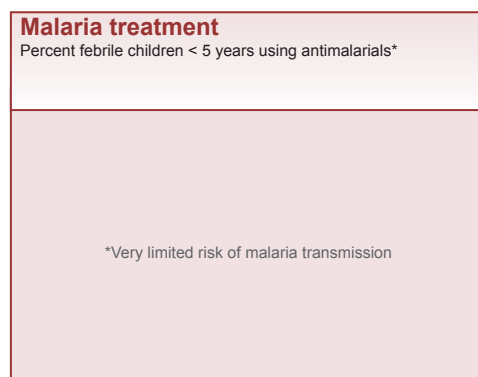 Malaria treatment
Percent febrile children < 5 years using antimalarials*
*Very limited risk of malaria transmission